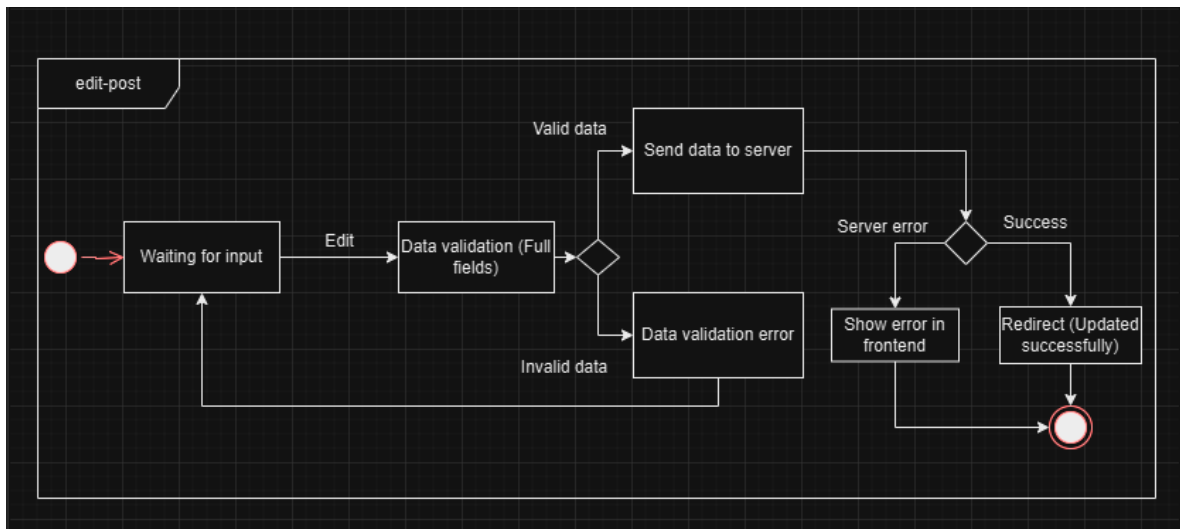 edit-post
Valid data
Send data to server
Server error
Success
Edit
Waiting for input
Data validation (Full
fields)
Data validation error
Show error in
frontend
Redirect (Updated
successfully)
Invalid data